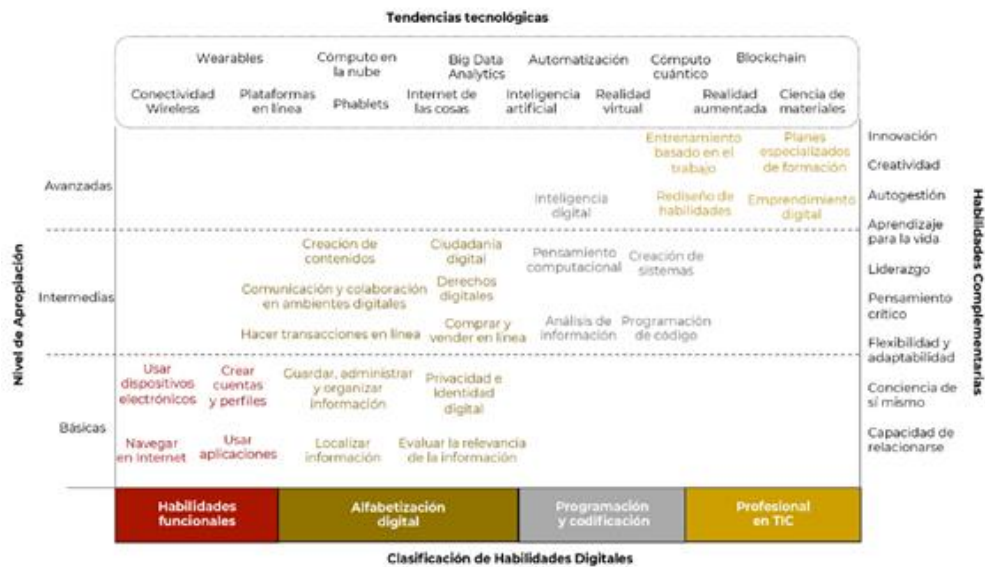 Tendencias tecnológicas
Wearables
Cómputo en
la nube
Big Data
Analytics
Automatización
Cómputo
cuántico
Blockchain
Conectividad
Wireless
Plataformas
en línea
Phablets
Internet de
las cosas
Inteligencia
artificial
Realidad
virtual
Realidad
aumentada
Ciencia de
materiales
Nivel de Apropiación
Avanzadas
Entrenamiento
basado en el
trabajo
Planes
especializados
de formación
Inteligencia
digital
Rediseño de
habilidades
Emprendimiento
digital
Intermedias
Creación de
contenidos
Ciudadanía
digital
Pensamiento
computacional
Creación de
sistemas
Comunicación y colaboración
en ambientes digitales
Derechos
digitales
Hacer transacciones en línea
Comprar y
vender en línea
Análisis de
información
Programación
de código
Básicas
Usar
dispositivos
electrónicos
Crear
cuentas
y perfiles
Guardar, administrar
y organizar
información
Privacidad e
Identidad
digital
Navegar
en Internet
Usar
aplicaciones
Localizar
información
Evaluar la relevancia
de la información
Innovación
Creatividad
Autogestión
Aprendizaje
para la vida
Liderazgo
Pensamiento
crítico
Flexibilidad y
adaptabilidad
Conciencia de
sí mismo
Capacidad de
relacionarse
Habilidades Complementarias
Habilidades
funcionales
Alfabetización
digital
Programación
y codificación
Profesional
en TIC
Clasificación de Habilidades Digitales